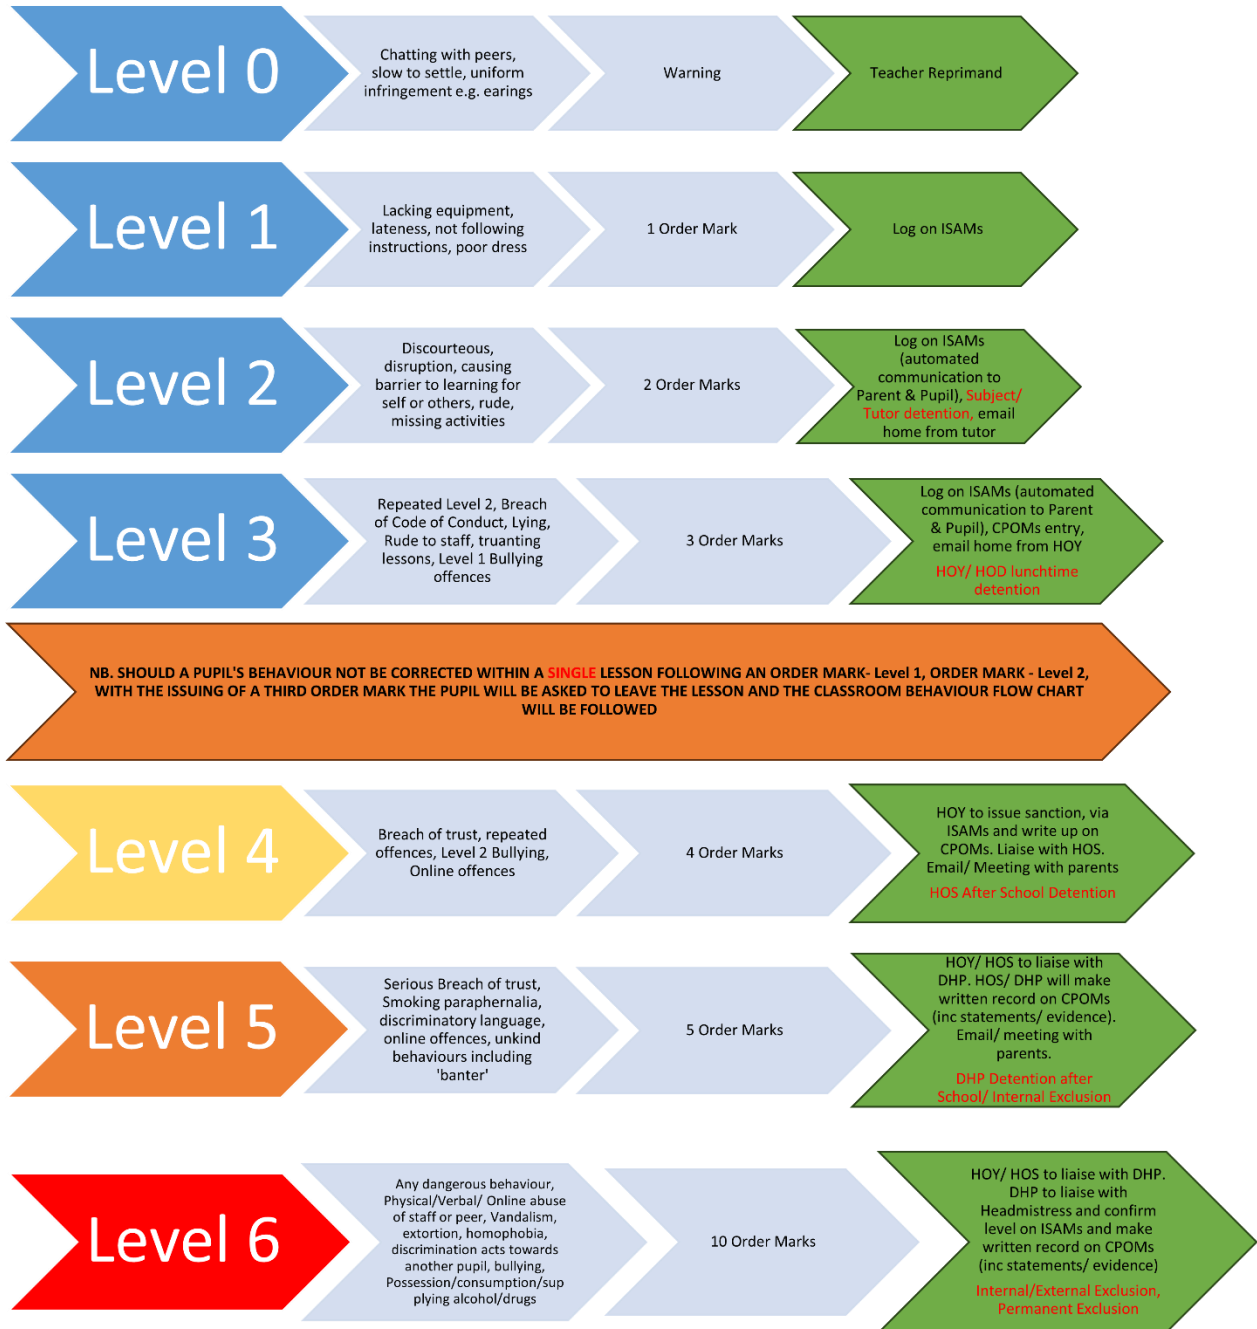 Level 0
Chatting with peers,
slow to settle, uniform
infringement e.g. earings
Warning
Teacher Reprimand
Level 1
Lacking equipment,
lateness, not following
instructions, poor dress
1 Order Mark
Log on ISAMs
Level 2
Discourteous,
disruption, causing
barrier to learning for
self or others, rude,
missing activities
2 Order Marks
Log on ISAMs
(automated
communication to
Parent & Pupil), Subject/
Tutor detention, email
home from tutor
Level 3
Repeated Level 2, Breach
of Code of Conduct, Lying,
Rude to staff, truanting
lessons, Level 1 Bullying
offences
3 Order Marks
Log on ISAMs (automated
communication to Parent
& Pupil), CPOMs entry,
email home from HOY
HOY/ HOD lunchtime
detention
NB. SHOULD A PUPIL'S BEHAVIOUR NOT BE CORRECTED WITHIN A SINGLE LESSON FOLLOWING AN ORDER MARK- Level 1, ORDER MARK - Level 2,
WITH THE ISSUING OF A THIRD ORDER MARK THE PUPIL WILL BE ASKED TO LEAVE THE LESSON AND THE CLASSROOM BEHAVIOUR FLOW CHART
WILL BE FOLLOWED
Level 4
Breach of trust, repeated
offences, Level 2 Bullying,
Online offences
4 Order Marks
HOY to issue sanction, via
ISAMs and write up on
CPOMs. Liaise with HOS.
Email/ Meeting with parents
HOS After School Detention
Level 5
Serious Breach of trust,
Smoking paraphernalia,
discriminatory language,
online offences, unkind
behaviours including
'banter'
5 Order Marks
HOY/ HOS to liaise with
DHP. HOS/ DHP will make
written record on CPOMs
(inc statements/ evidence).
Email/ meeting with
parents.
DHP Detention after
School/ Internal Exclusion
Level 6
Any dangerous behaviour,
Physical/Verbal/ Online abuse
of staff or peer, Vandalism,
extortion, homophobia,
discrimination acts towards
another pupil, bullying,
Possession/consumption/sup
plying alcohol/drugs
10 Order Marks
HOY/ HOS to liaise with DHP.
DHP to liaise with
Headmistress and confirm
level on ISAMs and make
written record on CPOMs
(inc statements/ evidence)
Internal/External Exclusion,
Permanent Exclusion